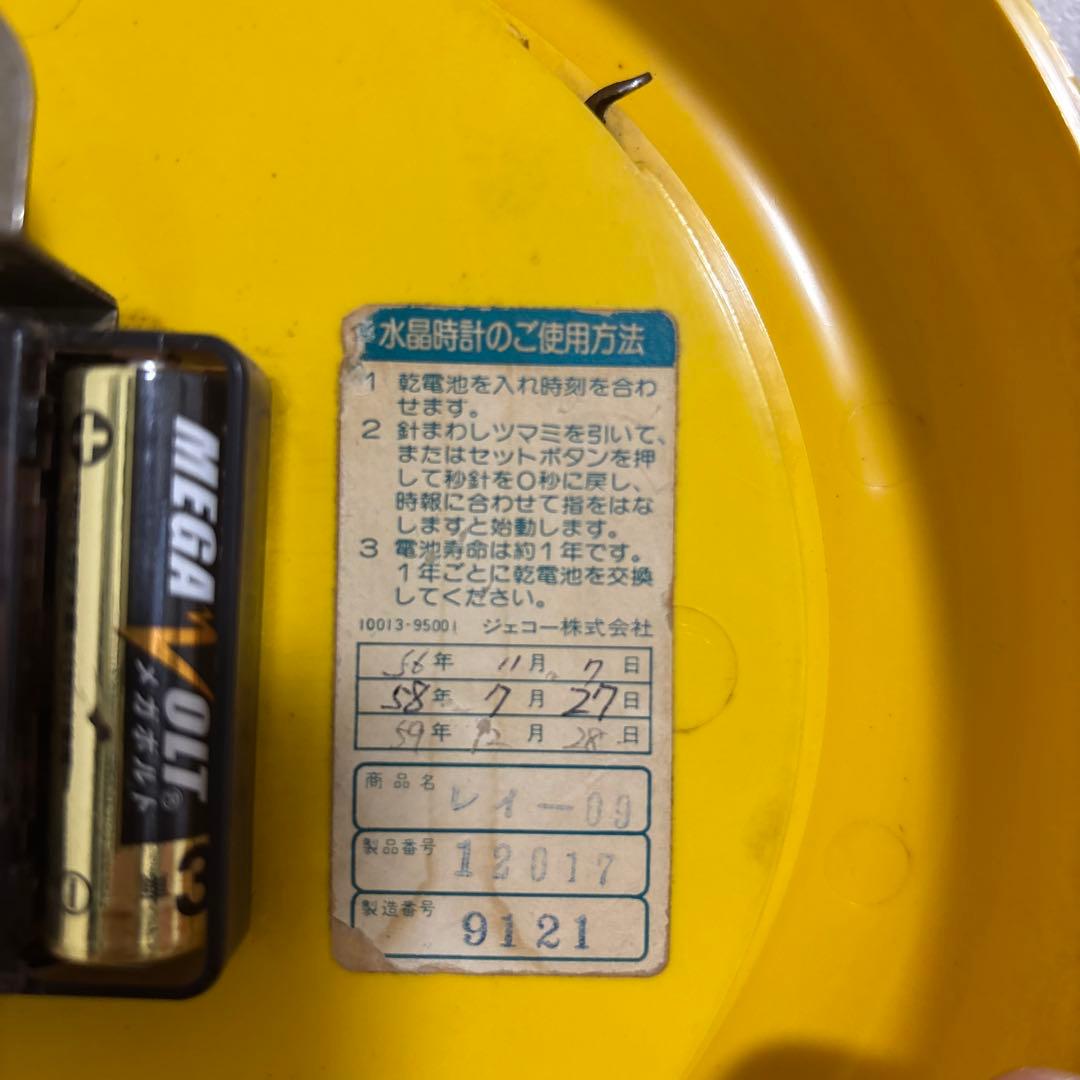 水晶時計のご使用方法
1 乾電池を入れ時刻を合わ
せます。
2 針まわしツマミを引いて、
またはセットボタンを押
して秒針を0秒に戻し、
時報に合わせて指をはな
しますと始動します。
3 電池寿命は約1年です。
1年ごとに乾電池を交換
してください。
10013-95001 ジェコー株式会社
56年 11月 7日
58年 7月 27日
59年 12月 28日
商品名 レイー09
製品番号 12017
製造番号 9121
+
MEGA VOLT®
メガボルト
-